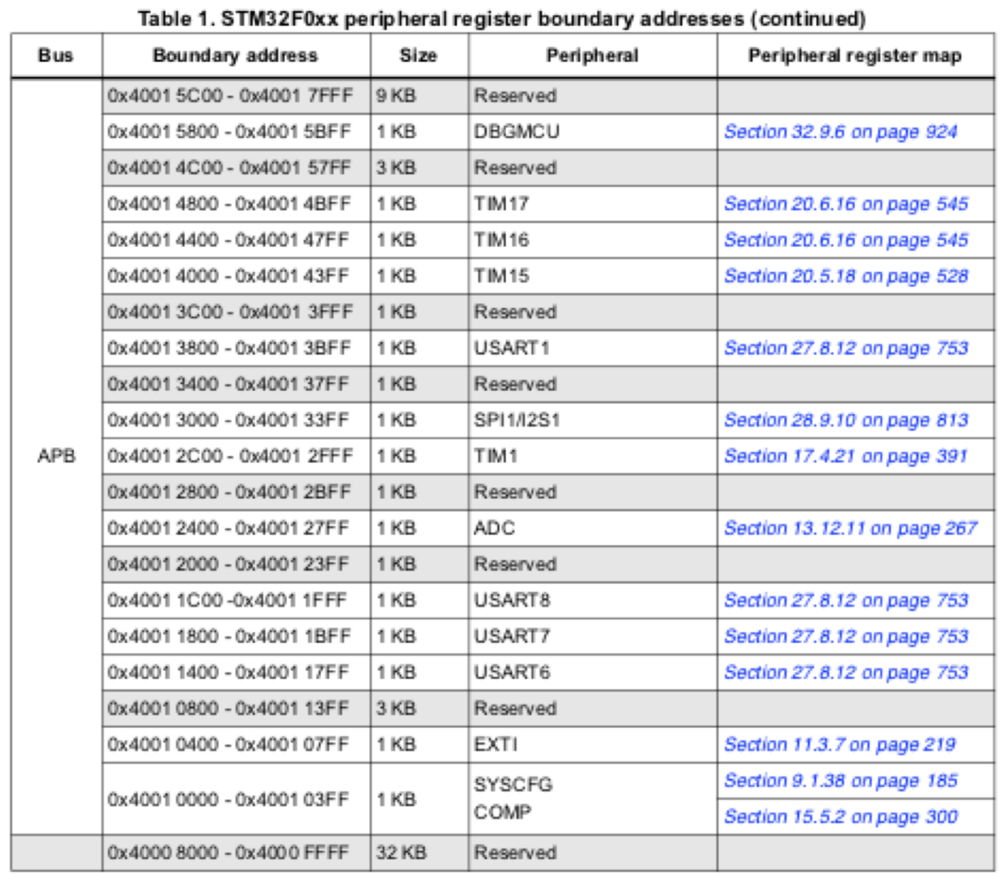 Table 1. STM32F0xx peripheral register boundary addresses (continued)
Bus Boundary address Size Peripheral Peripheral register map
0x4001 5C00 - 0x4001 7FFF 9 KB Reserved
0x4001 5800 - 0x4001 5BFF 1 KB DBGMCU Section 32.9.6 on page 924
0x4001 4C00 - 0x4001 57FF 3 KB Reserved
0x4001 4800 - 0x4001 4BFF 1 KB TIM17 Section 20.6.16 on page 545
0x4001 4400 - 0x4001 47FF 1 KB TIM16 Section 20.6.16 on page 545
0x4001 4000 - 0x4001 43FF 1 KB TIM15 Section 20.5.18 on page 528
0x4001 3C00 - 0x4001 3FFF 1 KB Reserved
0x4001 3800 - 0x4001 3BFF 1 KB USART1 Section 27.8.12 on page 753
0x4001 3400 - 0x4001 37FF 1 KB Reserved
0x4001 3000 - 0x4001 33FF 1 KB SPI1/I2S1 Section 28.9.10 on page 813
APB 0x4001 2C00 - 0x4001 2FFF 1 KB TIM1 Section 17.4.21 on page 391
0x4001 2800 - 0x4001 2BFF 1 KB Reserved
0x4001 2400 - 0x4001 27FF 1 KB ADC Section 13.12.11 on page 267
0x4001 2000 - 0x4001 23FF 1 KB Reserved
0x4001 1C00 -0x4001 1FFF 1 KB USART8 Section 27.8.12 on page 753
0x4001 1800 - 0x4001 1BFF 1 KB USART7 Section 27.8.12 on page 753
0x4001 1400 - 0x4001 17FF 1 KB USART6 Section 27.8.12 on page 753
0x4001 0800 - 0x4001 13FF 3 KB Reserved
0x4001 0400 - 0x4001 07FF 1 KB EXTI Section 11.3.7 on page 219
0x4001 0000 - 0x4001 03FF 1 KB SYSCFG Section 9.1.38 on page 185
COMP Section 15.5.2 on page 300
0x4000 8000 - 0x4000 FFFF 32 KB Reserved